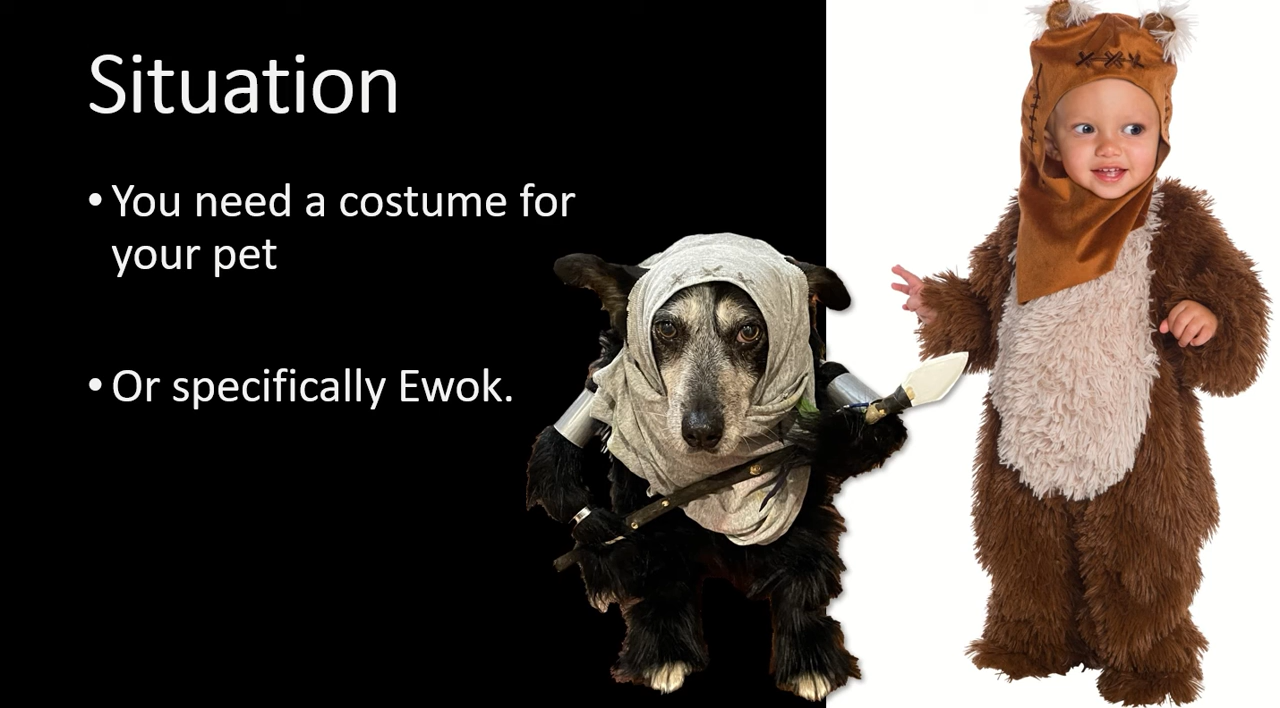 Situation
• You need a costume for
your pet
• Or specifically Ewok.